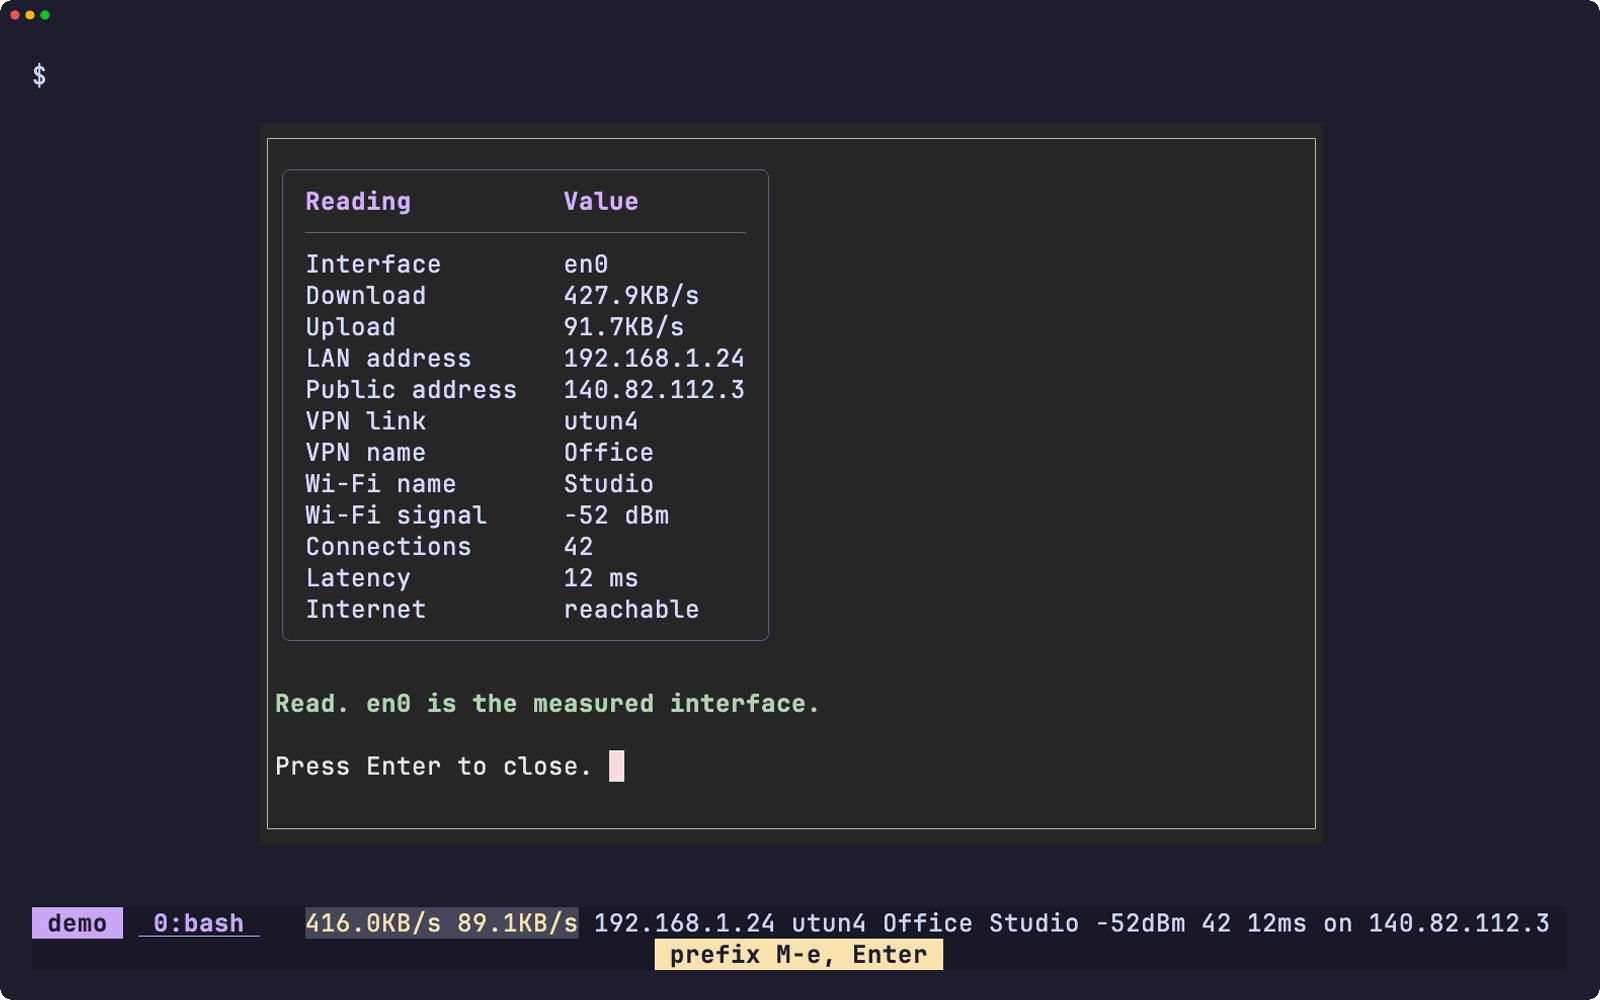 $
Reading Value
Interface en0
Download 427.9KB/s
Upload 91.7KB/s
LAN address 192.168.1.24
Public address 140.82.112.3
VPN link utun4
VPN name Office
Wi-Fi name Studio
Wi-Fi signal -52 dBm
Connections 42
Latency 12 ms
Internet reachable
Read. en0 is the measured interface.
Press Enter to close.
demo 0:bash 416.0KB/s 89.1KB/s 192.168.1.24 utun4 Office Studio -52dBm 42 12ms on 140.82.112.3
prefix M-e, Enter